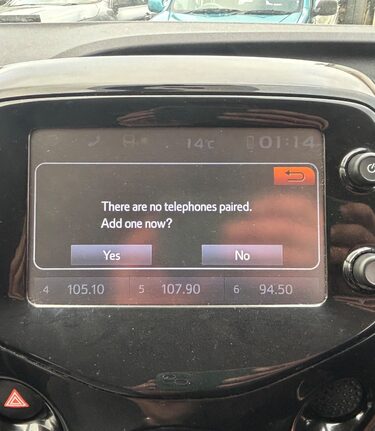 14°C 01:14
There are no telephones paired.
Add one now?
Yes No
4 105.10 5 107.90 6 94.50